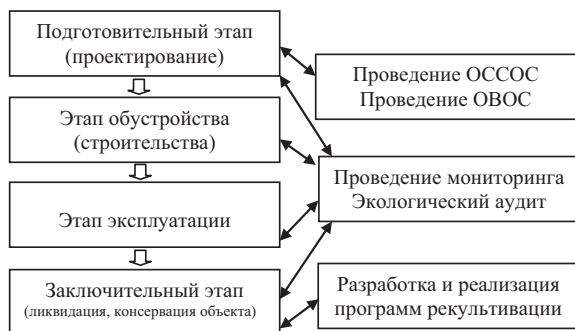 Подготовительный этап
(проектирование)
Проведение ОССОС
Проведение ОВОС
Этап обустройства
(строительства)
Проведение мониторинга
Экологический аудит
Этап эксплуатации
Заключительный этап
(ликвидация, консервация объекта)
Разработка и реализация
программ рекультивации